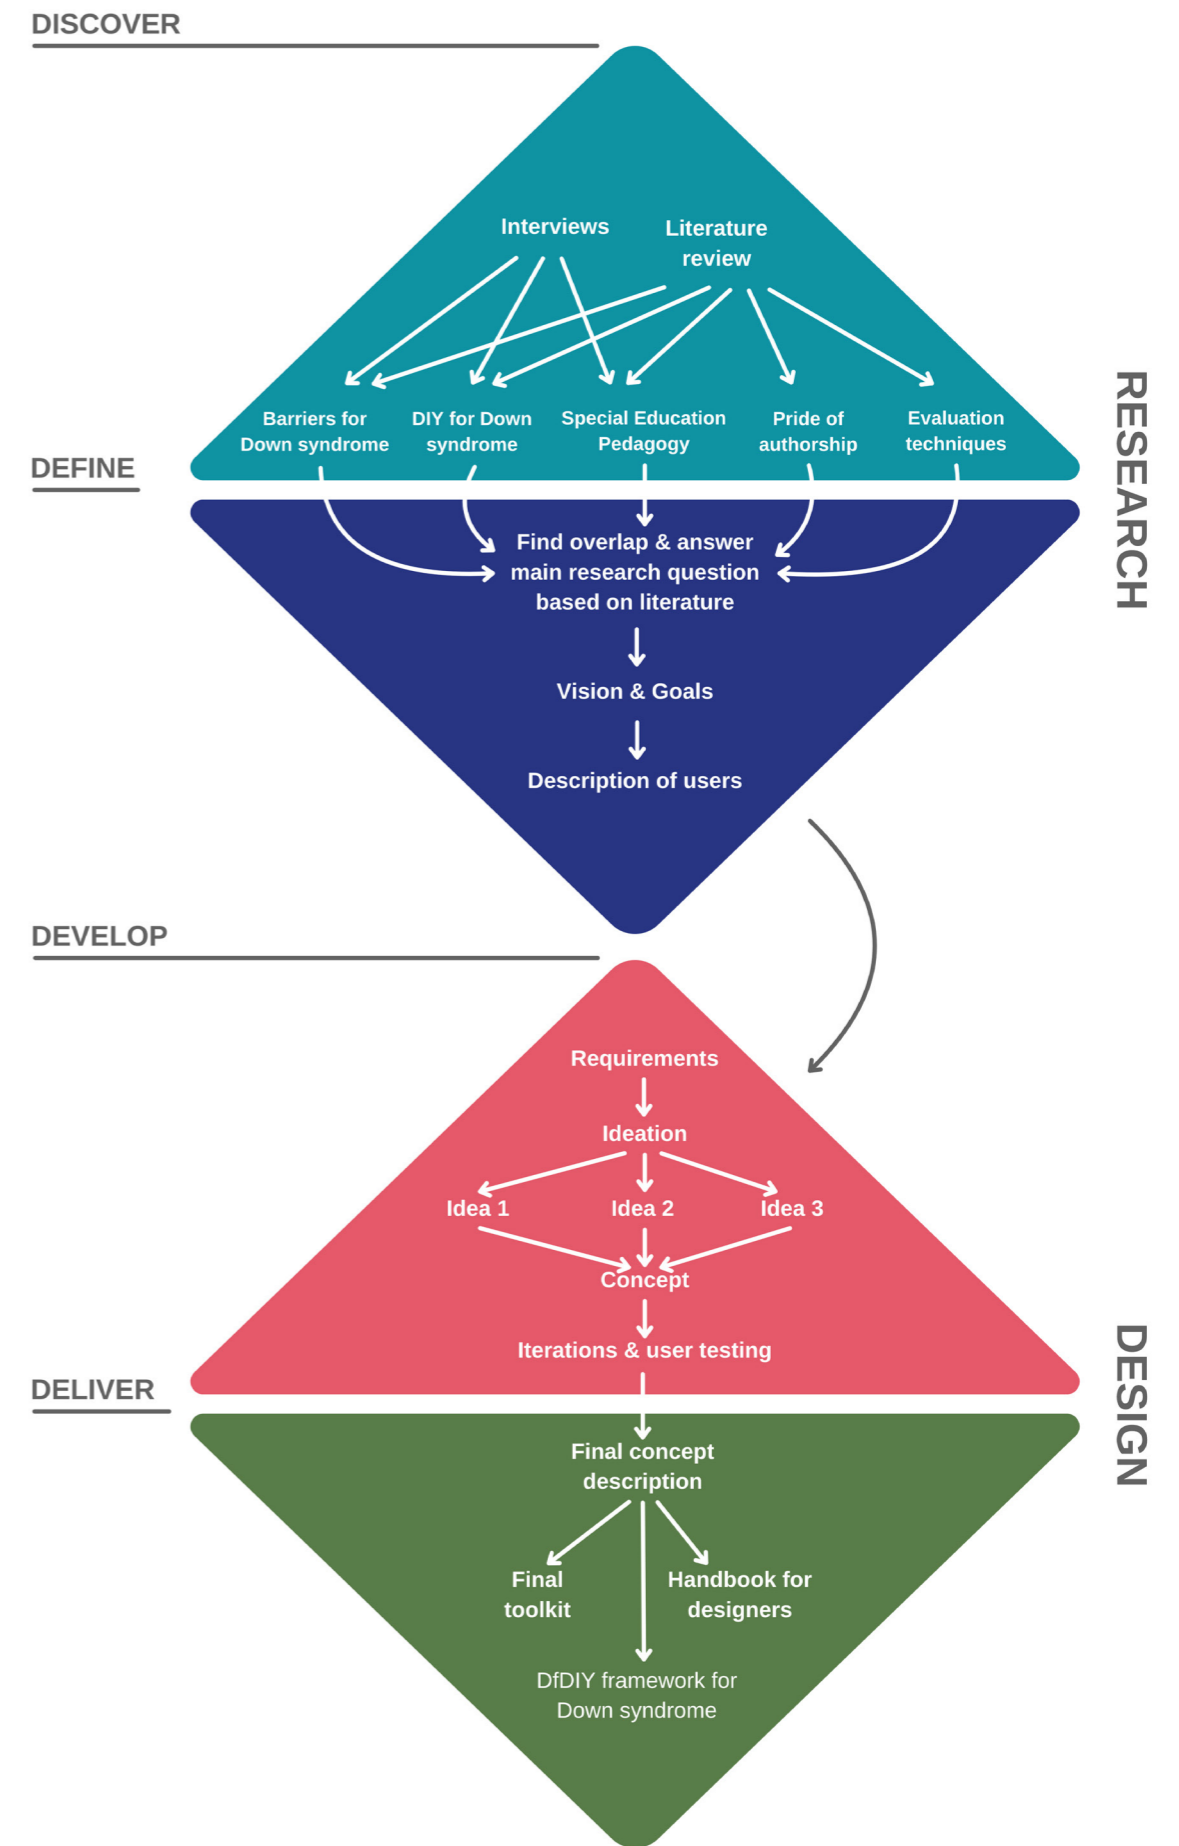 DISCOVER
Interviews
Literature
review
Barriers for
Down syndrome
DIY for Down
syndrome
Special Education
Pedagogy
Pride of
authorship
Evaluation
techniques
DEFINE
RESEARCH
Find overlap & answer
main research question
based on literature
Vision & Goals
Description of users
DEVELOP
Requirements
Ideation
Idea 1
Idea 2
Idea 3
Concept
Iterations & user testing
DELIVER
DESIGN
Final concept
description
Final
toolkit
Handbook for
designers
DfDIY framework for
Down syndrome